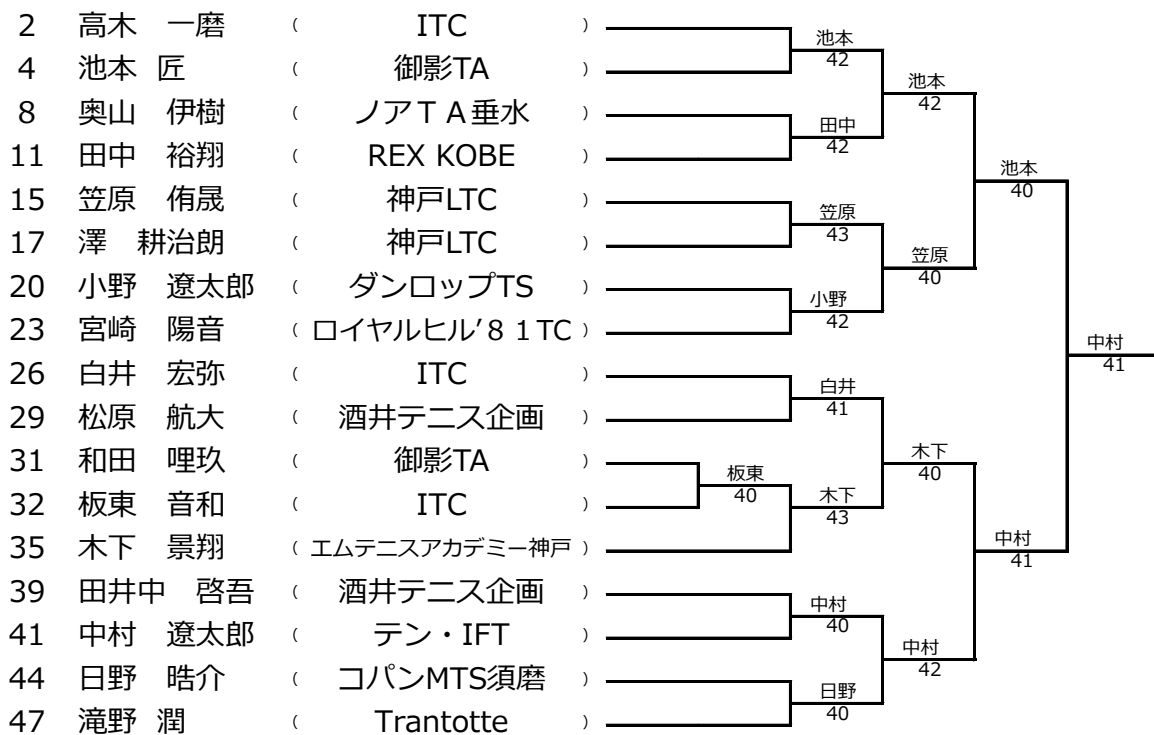 2 高木 一磨 ( ITC )
4 池本 匠 ( 御影TA )
8 奥山 伊樹 ( ノアＴＡ垂水 )
11 田中 裕翔 ( REX KOBE )
15 笠原 侑晟 ( 神戸LTC )
17 澤 耕治朗 ( 神戸LTC )
20 小野 遼太郎 ( ダンロップTS )
23 宮崎 陽音 ( ロイヤルヒル’８１TC )
26 白井 宏弥 ( ITC )
29 松原 航大 ( 酒井テニス企画 )
31 和田 哩玖 ( 御影TA )
32 板東 音和 ( ITC )
35 木下 景翔 ( エムテニスアカデミー神戸 )
39 田井中 啓吾 ( 酒井テニス企画 )
41 中村 遼太郎 ( テン・IFT )
44 日野 晧介 ( コパンMTS須磨 )
47 滝野 潤 ( Trantotte )
板東
40
池本
42
田中
42
笠原
43
小野
42
白井
41
木下
43
中村
40
日野
40
池本
42
笠原
40
木下
40
中村
42
池本
40
中村
41
中村
41